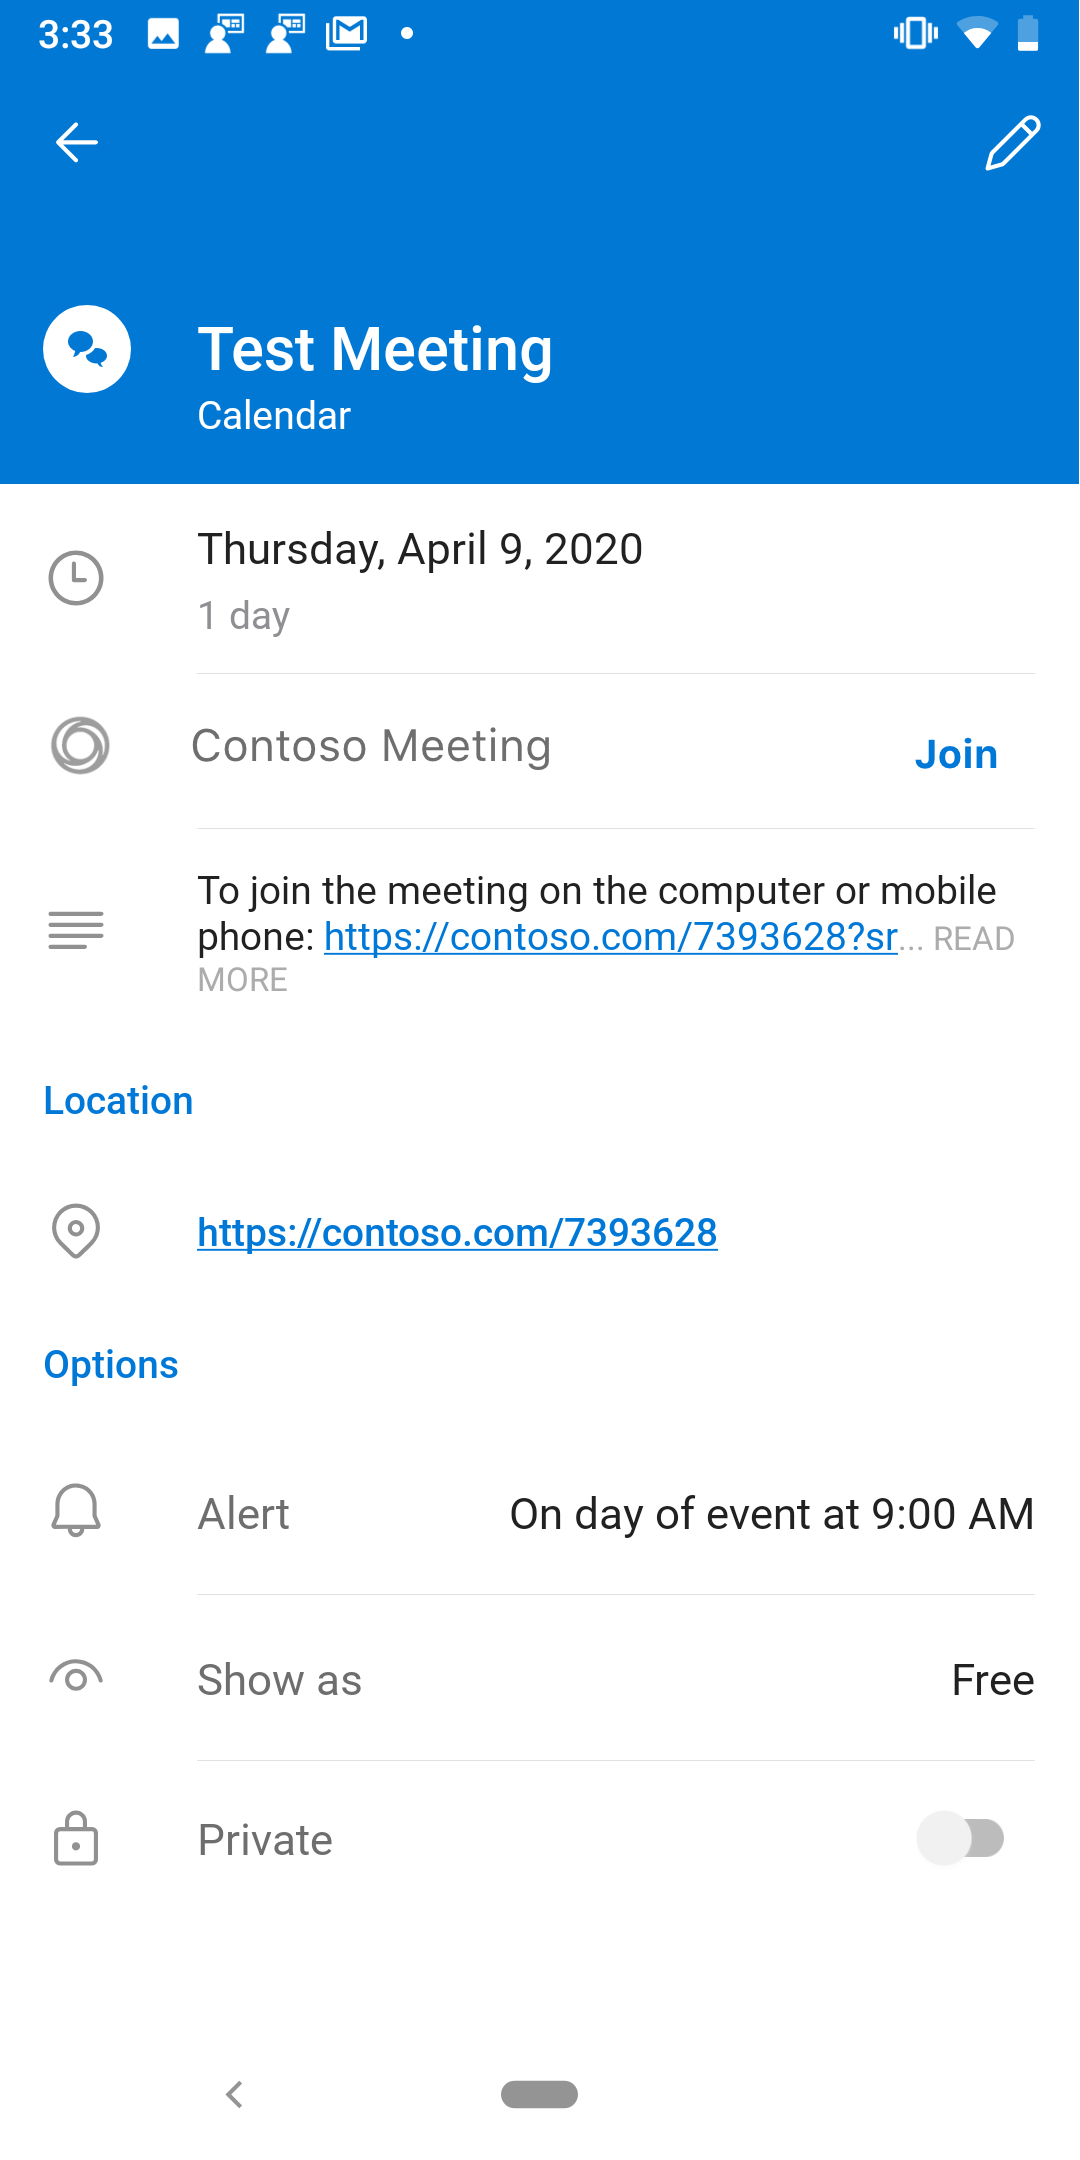 3:33
Test Meeting
Calendar
Thursday, April 9, 2020
1 day
Contoso Meeting
Join
To join the meeting on the computer or mobile
phone: https://contoso.com/7393628?sr... READ
MORE
Location
https://contoso.com/7393628
Options
Alert
On day of event at 9:00 AM
Show as
Free
Private